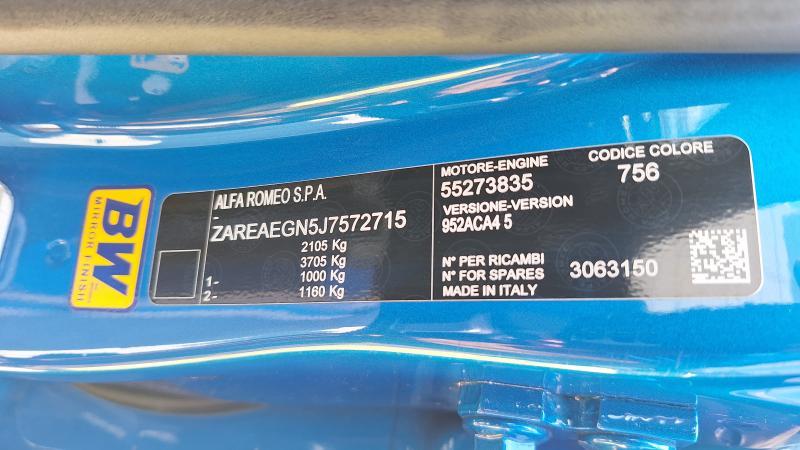 BW
MIRROR FINISH
ALFA ROMEO S.P.A.
-
ZAREAEGN5J7572715
2105 Kg
3705 Kg
1- 1000 Kg
2- 1160 Kg
MOTORE-ENGINE
55273835
VERSIONE-VERSION
952ACA4 5
CODICE COLORE
756
N° PER RICAMBI
N° FOR SPARES 3063150
MADE IN ITALY